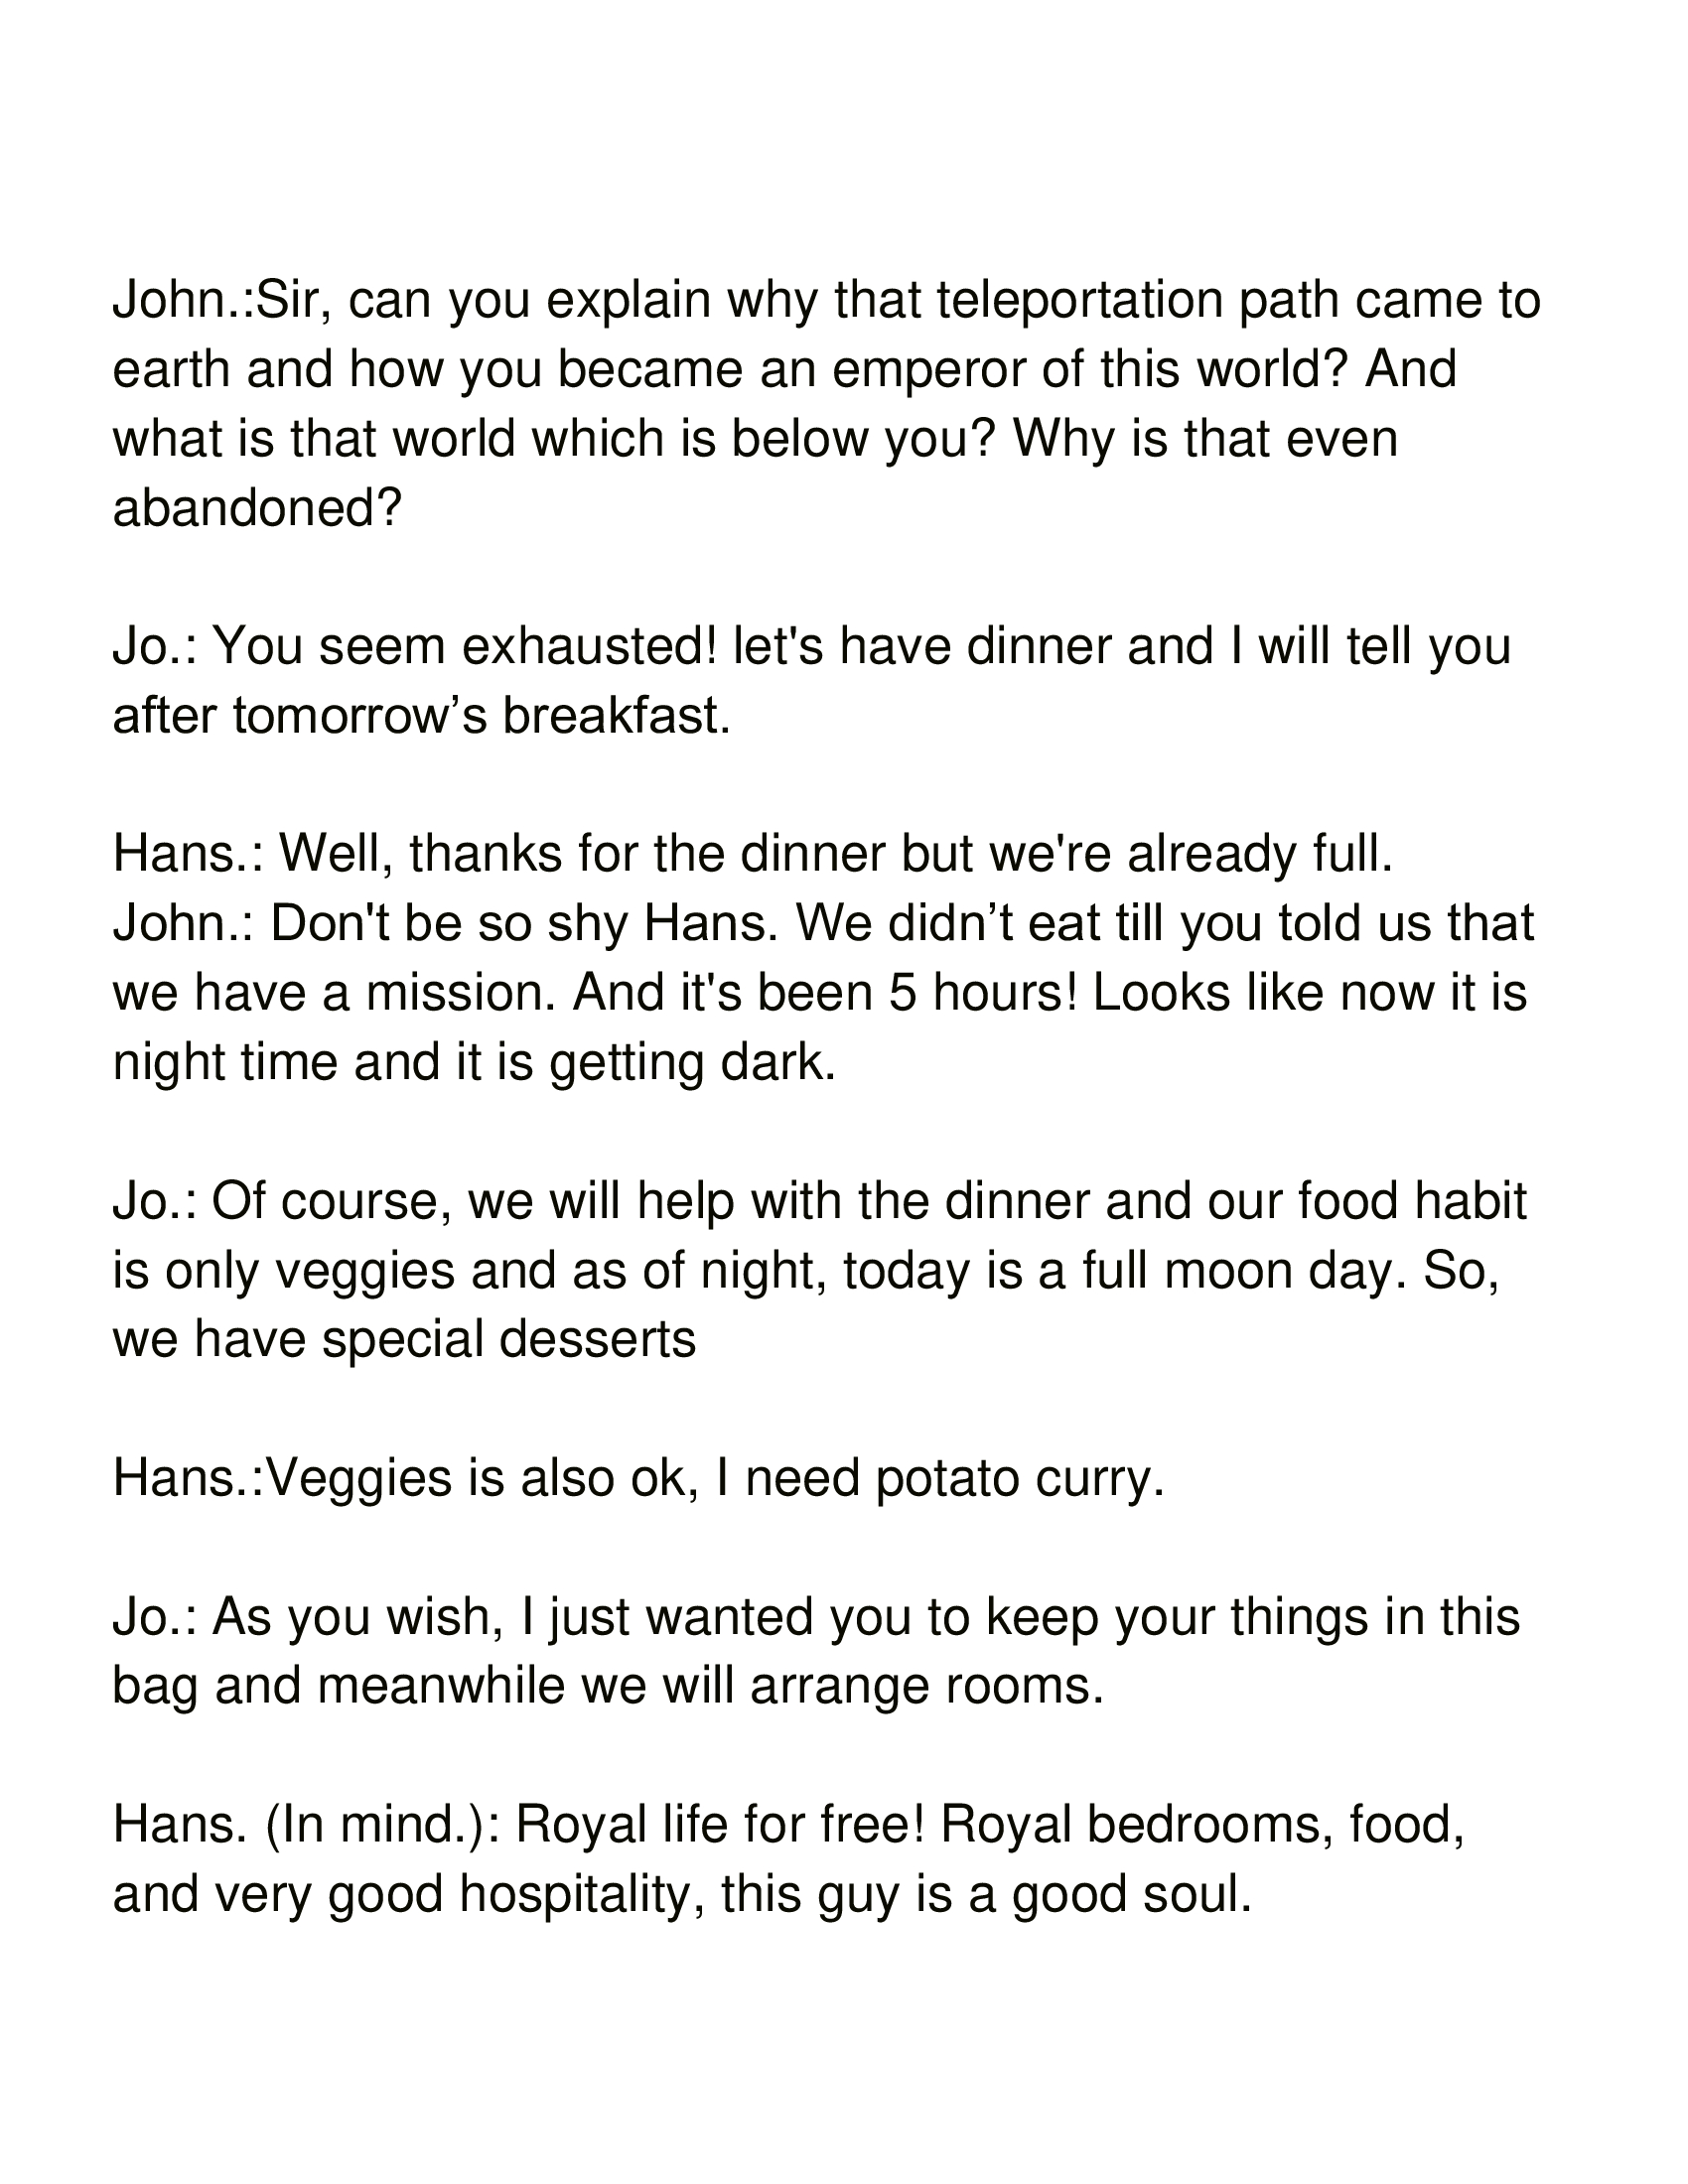 John.:Sir, can you explain why that teleportation path came to
earth and how you became an emperor of this world? And
what is that world which is below you? Why is that even
abandoned?
Jo.: You seem exhausted! let's have dinner and I will tell you
after tomorrow’s breakfast.
Hans.: Well, thanks for the dinner but we're already full.
John.: Don't be so shy Hans. We didn’t eat till you told us that
we have a mission. And it's been 5 hours! Looks like now it is
night time and it is getting dark.
Jo.: Of course, we will help with the dinner and our food habit
is only veggies and as of night, today is a full moon day. So,
we have special desserts
Hans.:Veggies is also ok, I need potato curry.
Jo.: As you wish, I just wanted you to keep your things in this
bag and meanwhile we will arrange rooms.
Hans. (In mind.): Royal life for free! Royal bedrooms, food,
and very good hospitality, this guy is a good soul.